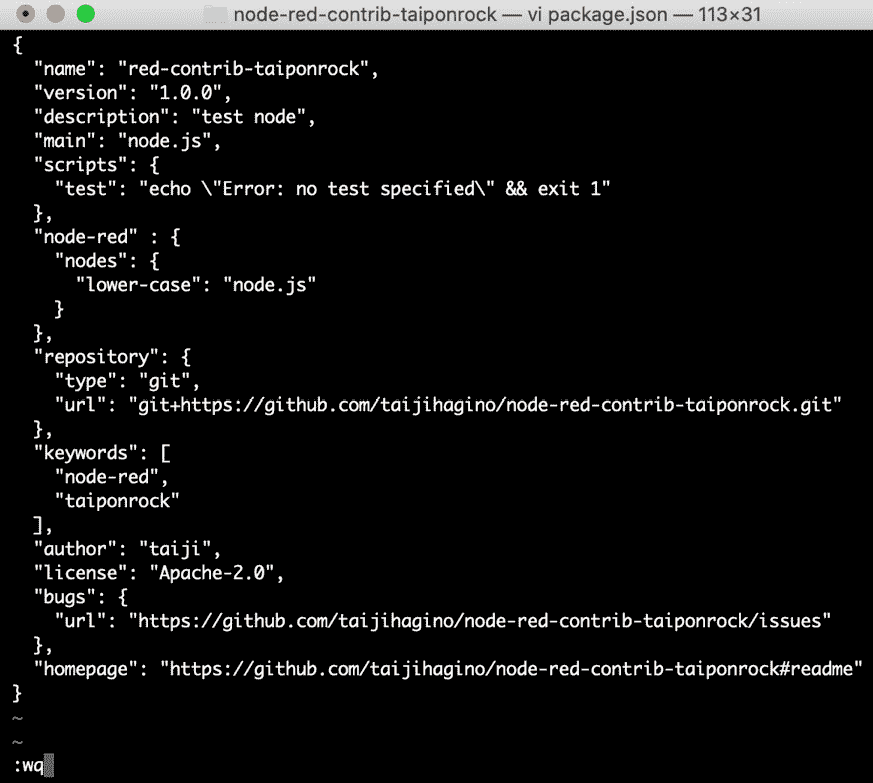 node-red-contrib-taiponrock — vi package.json — 113×31
{
  "name": "red-contrib-taiponrock",
  "version": "1.0.0",
  "description": "test node",
  "main": "node.js",
  "scripts": {
    "test": "echo \"Error: no test specified\" && exit 1"
  },
  "node-red" : {
    "nodes": {
      "lower-case": "node.js"
    }
  },
  "repository": {
    "type": "git",
    "url": "git+https://github.com/taijihagino/node-red-contrib-taiponrock.git"
  },
  "keywords": [
    "node-red",
    "taiponrock"
  ],
  "author": "taiji",
  "license": "Apache-2.0",
  "bugs": {
    "url": "https://github.com/taijihagino/node-red-contrib-taiponrock/issues"
  },
  "homepage": "https://github.com/taijihagino/node-red-contrib-taiponrock#readme"
}
~
~
:wq